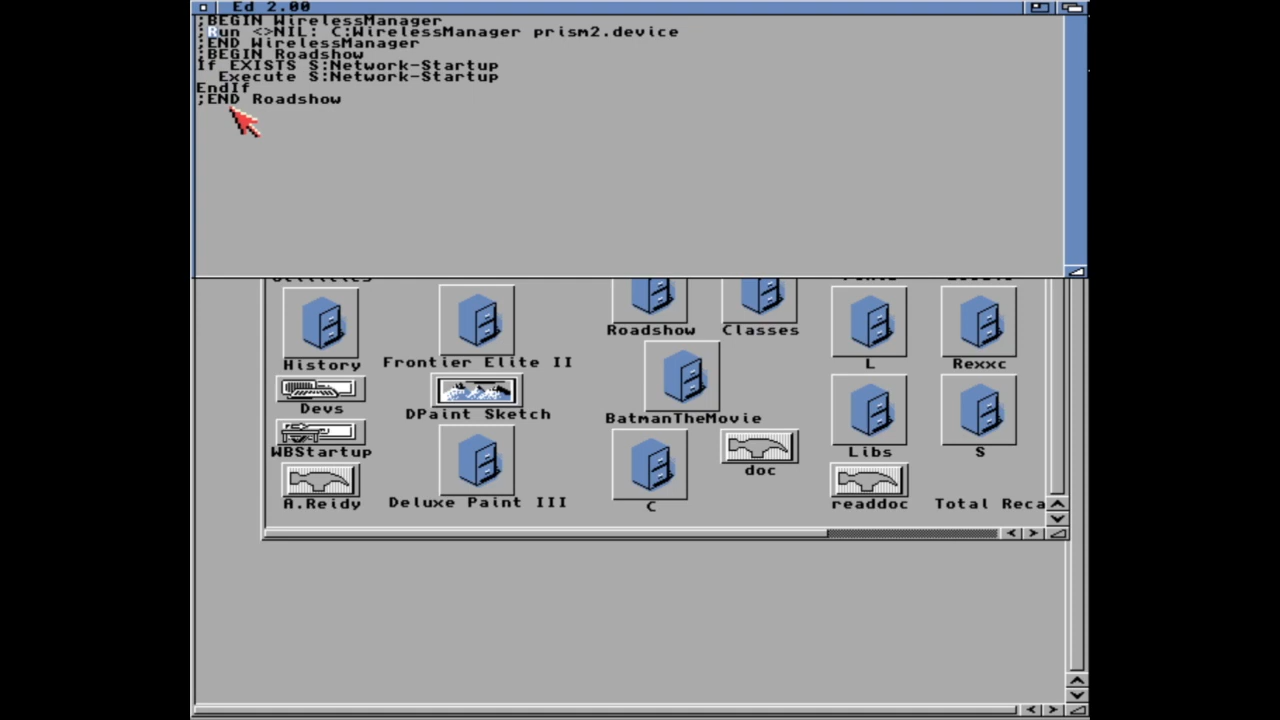 Ed 2.00
;BEGIN WirelessManager
;Run <>NIL: C:WirelessManager prism2.device
;END WirelessManager
;BEGIN Roadshow
If EXISTS S:Network-Startup
  Execute S:Network-Startup
EndIf
;END Roadshow
Roadshow Classes
History Frontier Elite II L Rexxc
Devs DPaint Sketch BatmanTheMovie
WBStartup Libs S
doc
A.Reidy Deluxe Paint III C readdoc Total Reca